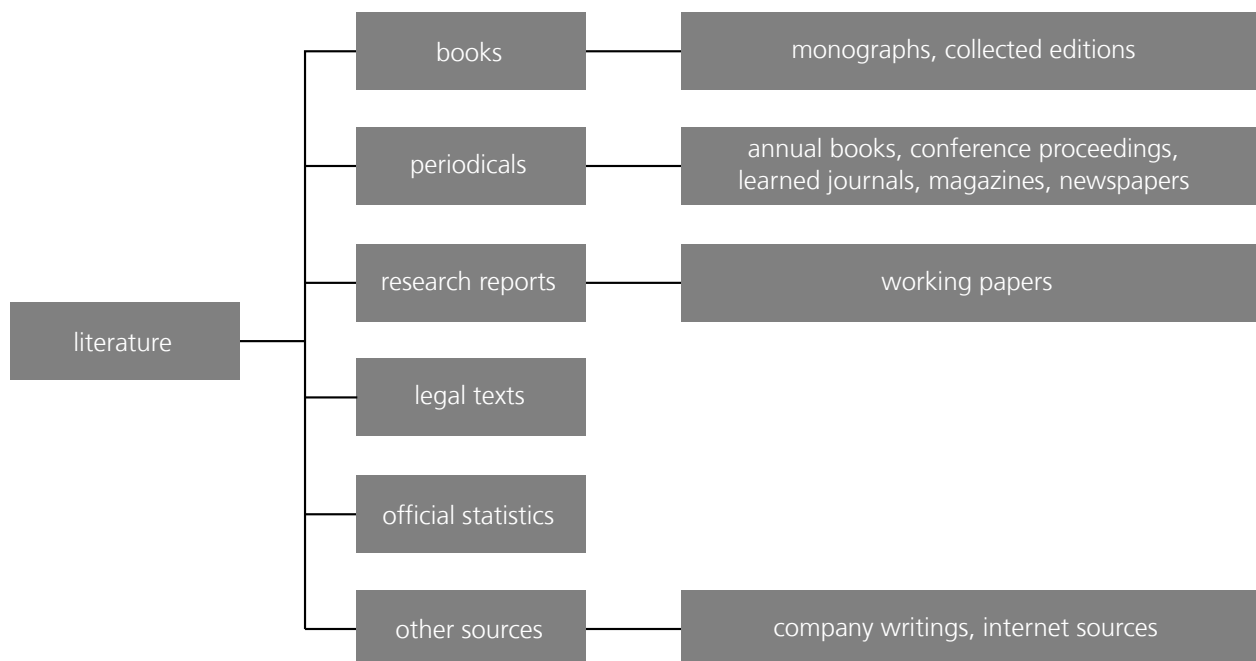 books
monographs, collected editions
periodicals
annual books, conference proceedings,
learned journals, magazines, newspapers
research reports
working papers
literature
legal texts
official statistics
other sources
company writings, internet sources